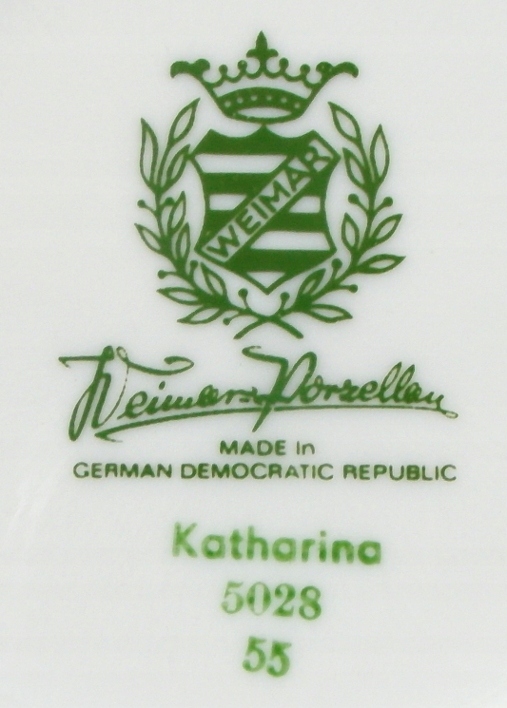 WEIMAR
Weimar Porzellan
MADE In
GERMAN DEMOCRATIC REPUBLIC
Katharina
5028
55